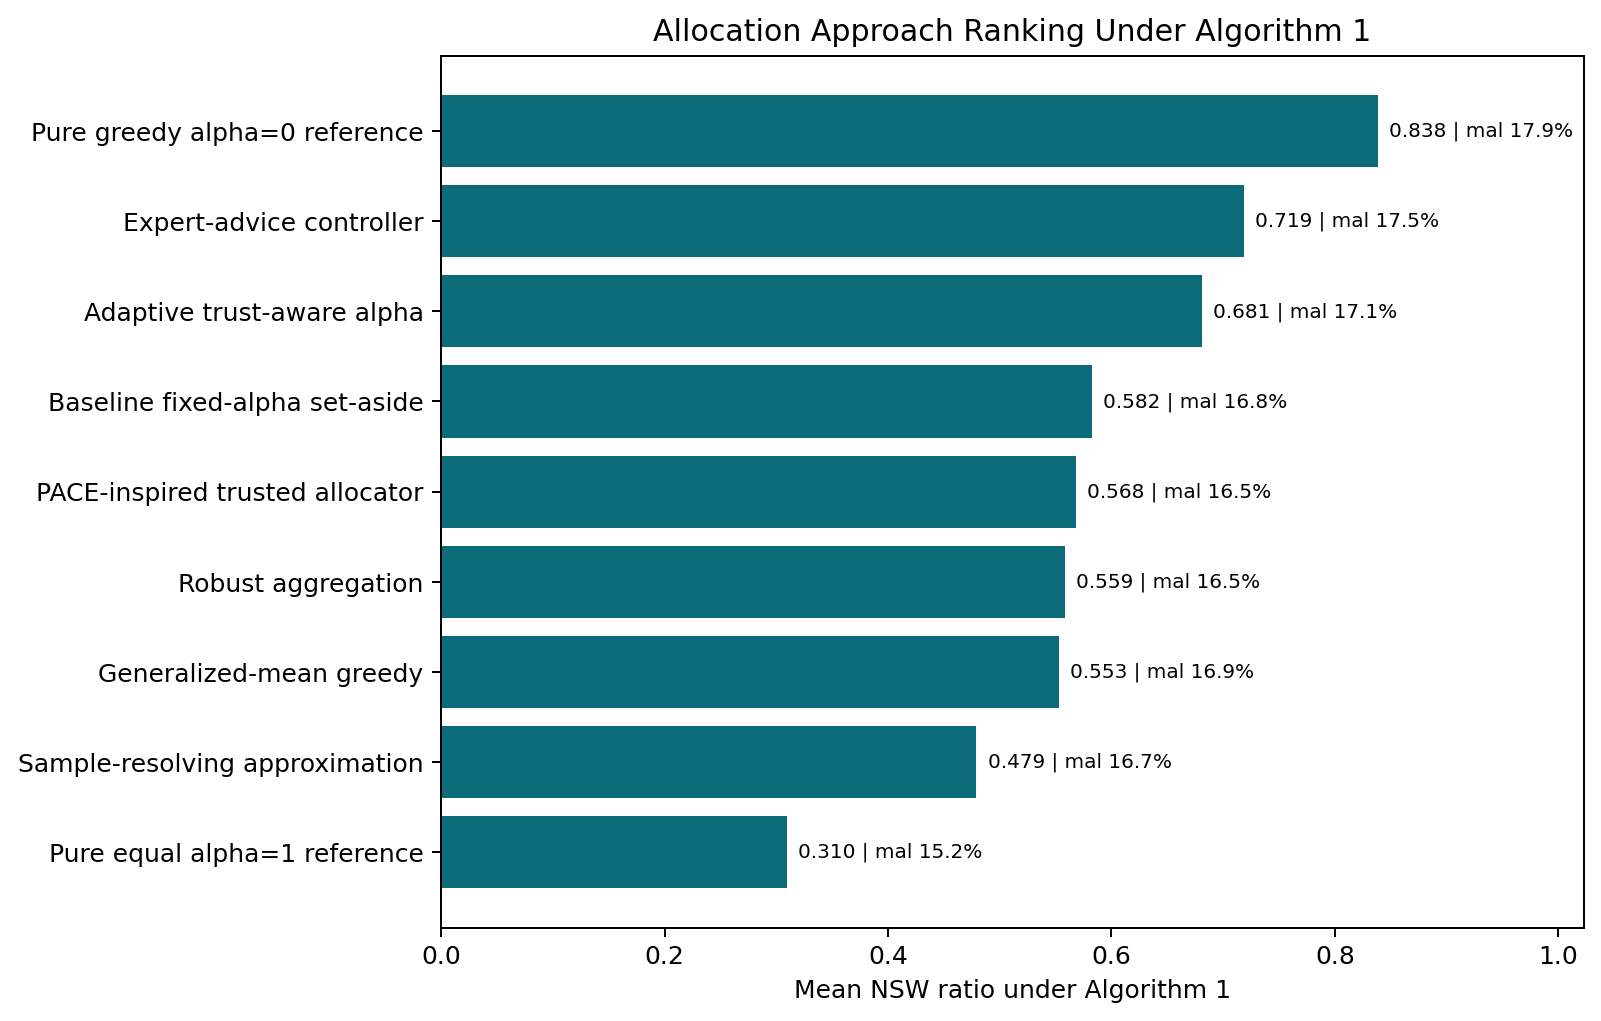 Allocation Approach Ranking Under Algorithm 1
Pure greedy alpha=0 reference
0.838 | mal 17.9%
Expert-advice controller
0.719 | mal 17.5%
Adaptive trust-aware alpha
0.681 | mal 17.1%
Baseline fixed-alpha set-aside
0.582 | mal 16.8%
PACE-inspired trusted allocator
0.568 | mal 16.5%
Robust aggregation
0.559 | mal 16.5%
Generalized-mean greedy
0.553 | mal 16.9%
Sample-resolving approximation
0.479 | mal 16.7%
Pure equal alpha=1 reference
0.310 | mal 15.2%
0.0 0.2 0.4 0.6 0.8 1.0
Mean NSW ratio under Algorithm 1